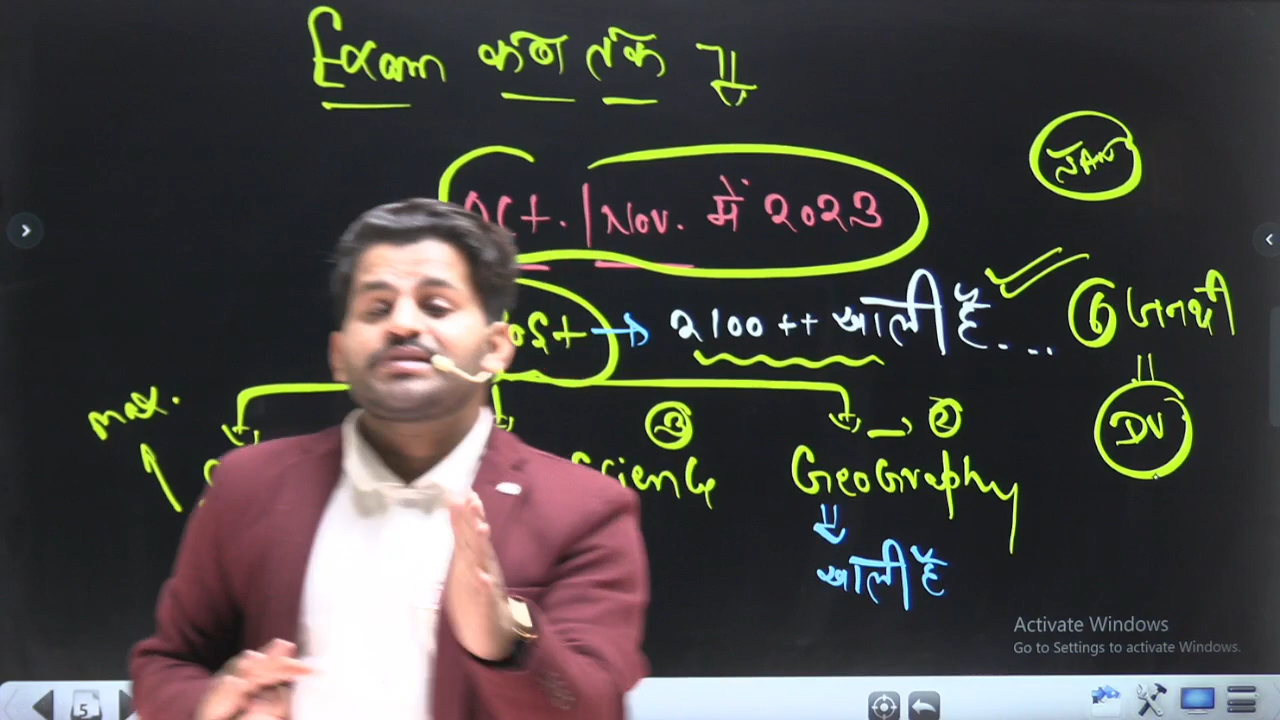 Exam कब तक
Oct. / Nov. में 2023
→ 2100 ++ खाली है...
6 जनवरी
DV
max.
3
→ 2
Science
Geography
खाली है
Activate Windows
Go to Settings to activate Windows.
5